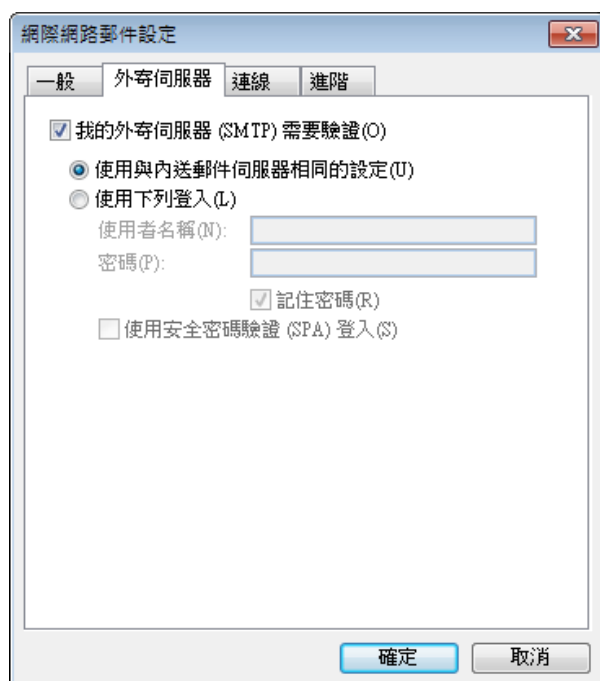 網際網路郵件設定
一般 外寄伺服器 連線 進階
我的外寄伺服器 (SMTP) 需要驗證(O)
使用與內送郵件伺服器相同的設定(U)
使用下列登入(L)
使用者名稱(N):
密碼(P):
記住密碼(R)
使用安全密碼驗證 (SPA) 登入(S)
確定 取消